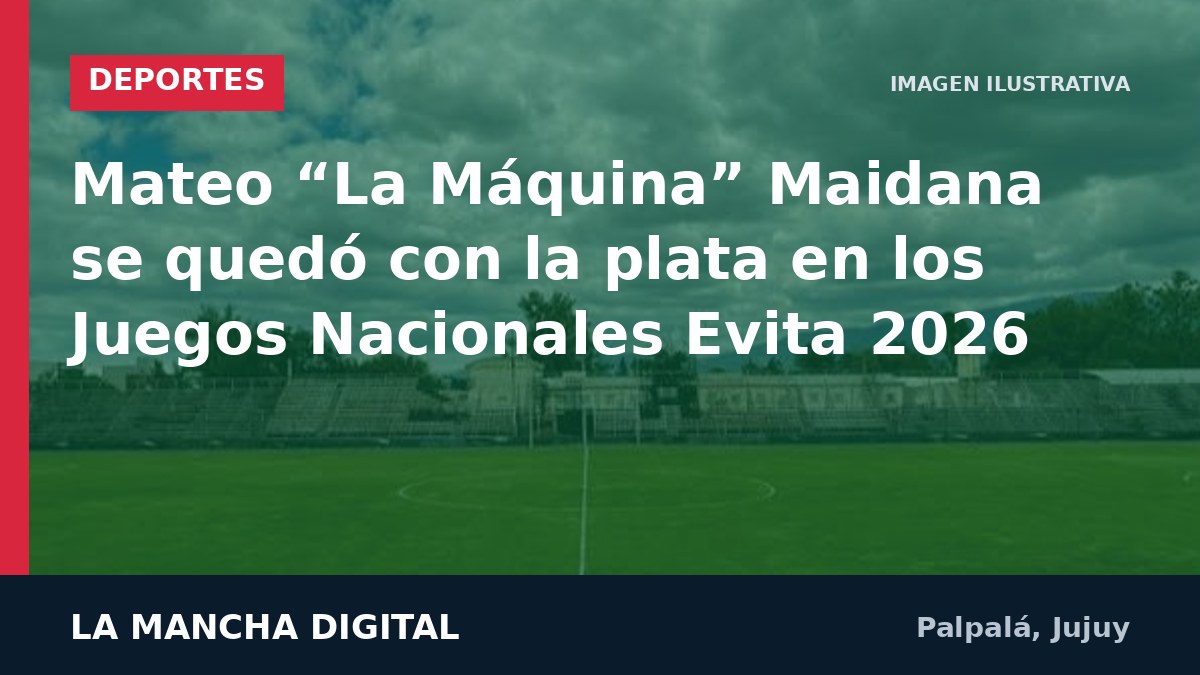 DEPORTES
IMAGEN ILUSTRATIVA
Mateo “La Máquina” Maidana
se quedó con la plata en los
Juegos Nacionales Evita 2026
LA MANCHA DIGITAL
Palpalá, Jujuy